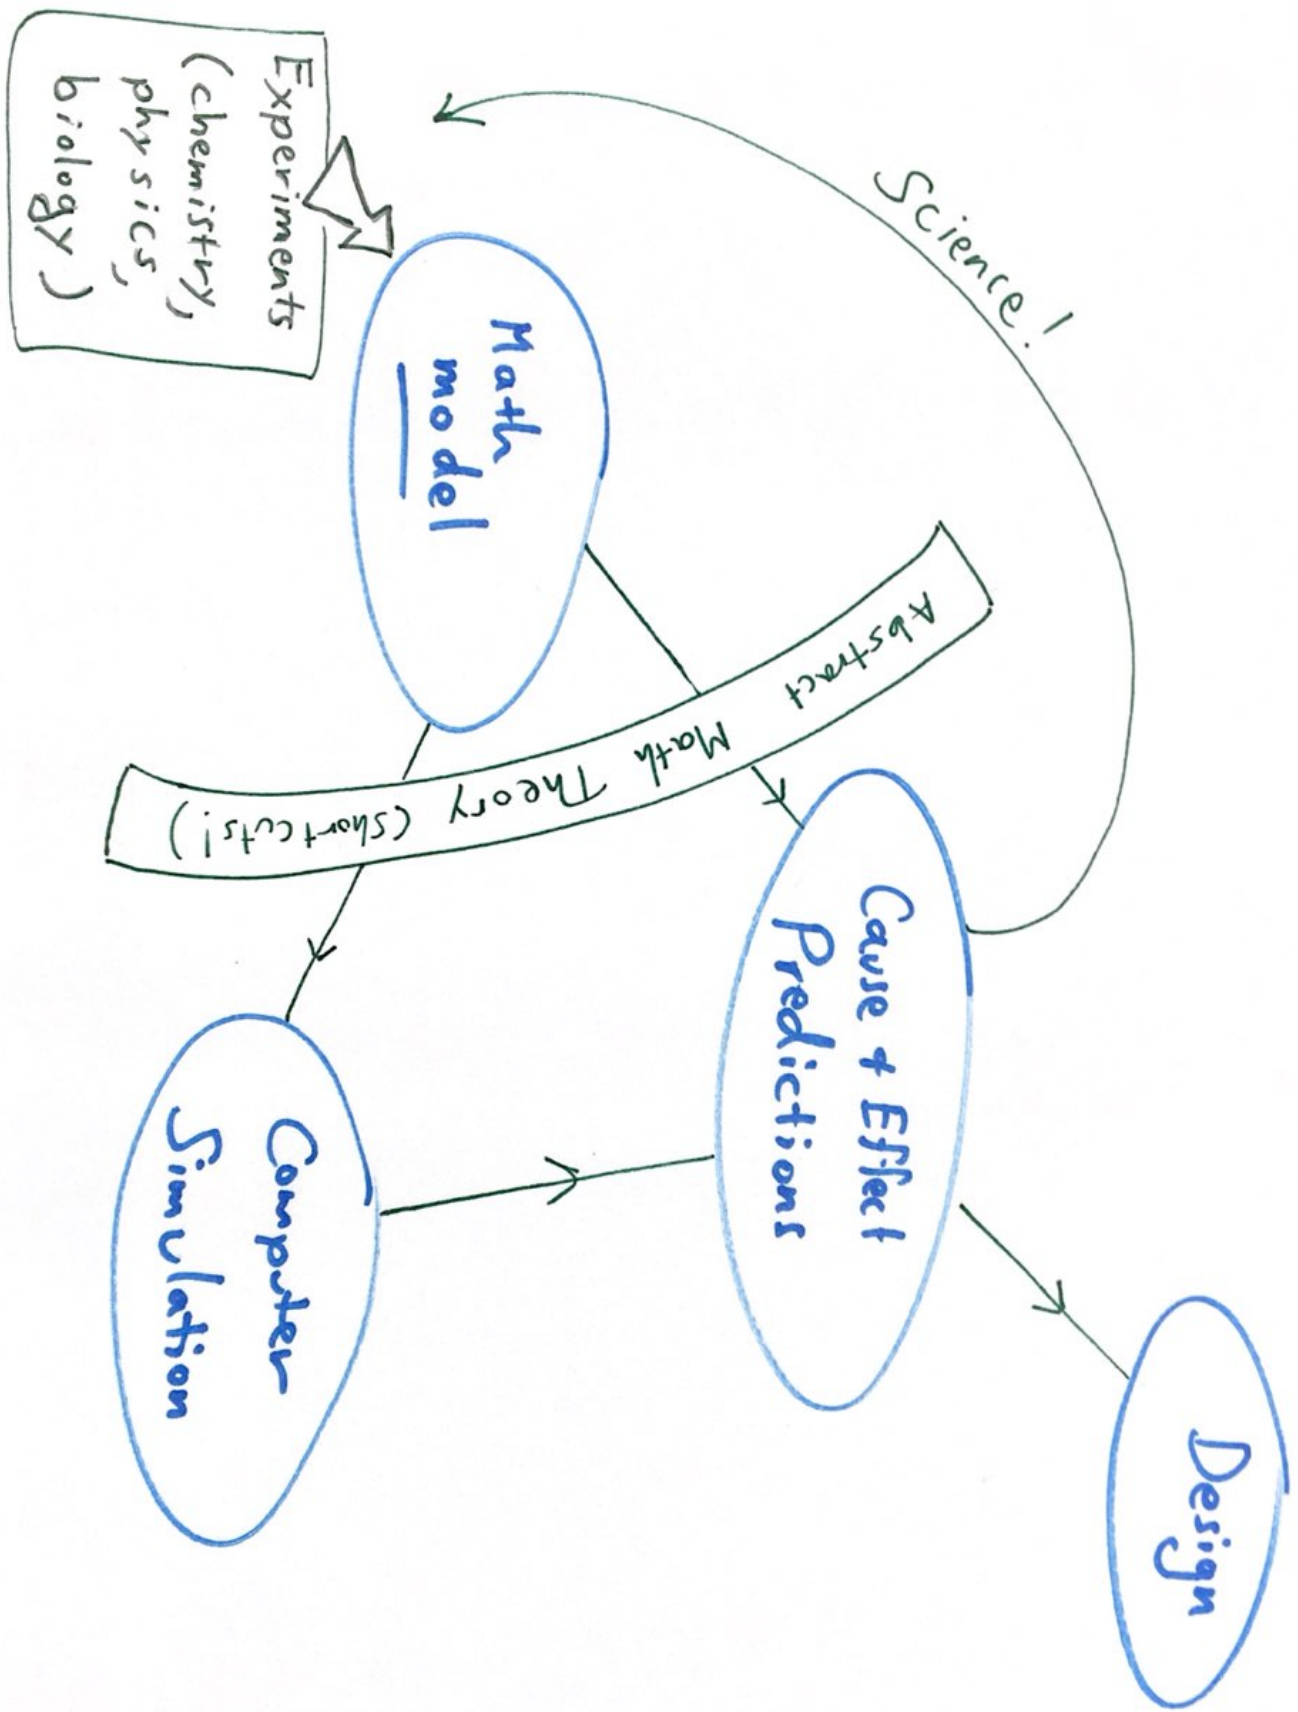 Science!
Abstract Math Theory (shortcuts!)
Experiments
(chemistry,
physics,
biology)
Math
model
Cause + Effect
Predictions
Computer
Simulation
Design